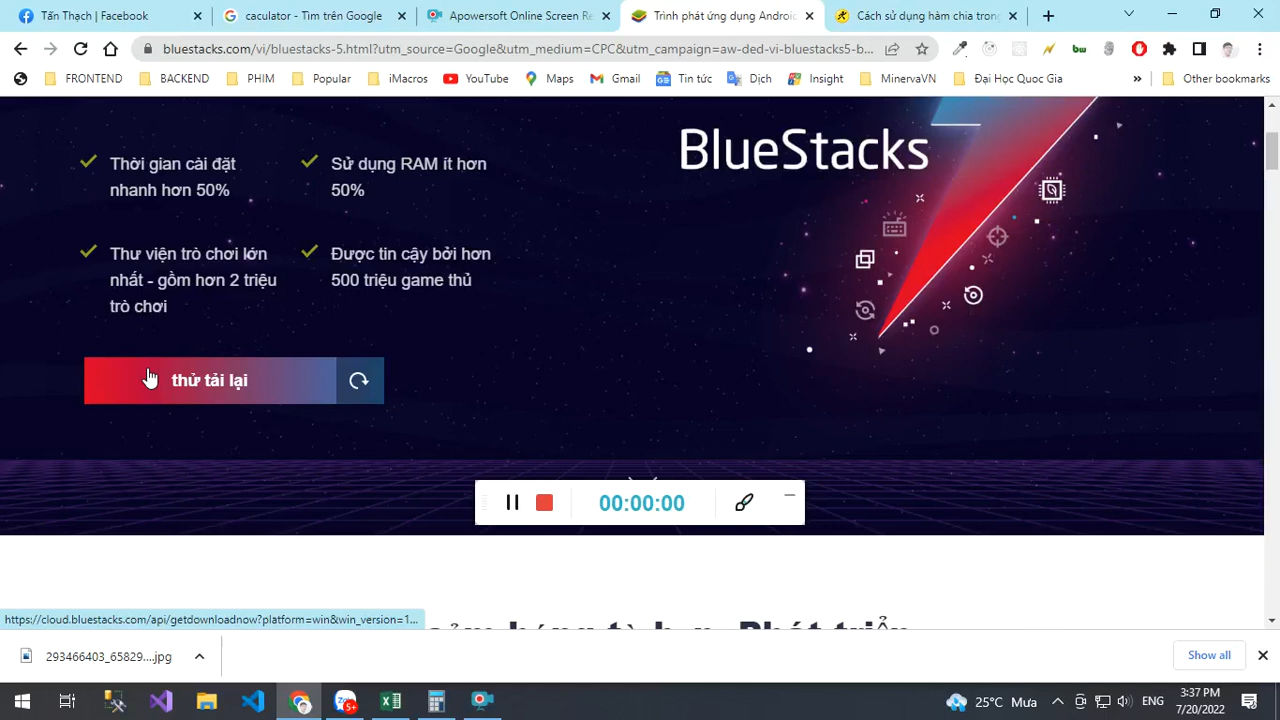 Tấn Thạch | Facebook
caculator - Tìm trên Google
Apowersoft Online Screen Re
Trình phát ứng dụng Android
Cách sử dụng hàm chia trong
bluestacks.com/vi/bluestacks-5.html?utm_source=Google&utm_medium=CPC&utm_campaign=aw-ded-vi-bluestacks5-b...
FRONTEND
BACKEND
PHIM
Popular
iMacros
YouTube
Maps
Gmail
Tin tức
Dịch
Insight
MinervaVN
Đại Học Quoc Gia
»
Other bookmarks
BlueStacks
Thời gian cài đặt
nhanh hơn 50%
Sử dụng RAM ít hơn
50%
Thư viện trò chơi lớn
nhất - gồm hơn 2 triệu
trò chơi
Được tin cậy bởi hơn
500 triệu game thủ
thử tải lại
00:00:00
https://cloud.bluestacks.com/api/getdownloadnow?platform=win&win_version=1...
293466403_65829....jpg
Show all
5+
25°C Mưa
ENG
3:37 PM
7/20/2022